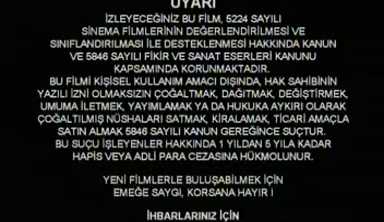 UYARI
İZLEYECEĞİNİZ BU FİLM, 5224 SAYILI
SİNEMA FİLMLERİNİN DEĞERLENDİRİLMESİ VE
SINIFLANDIRILMASI İLE DESTEKLENMESİ HAKKINDA KANUN
VE 5846 SAYILI FİKİR VE SANAT ESERLERİ KANUNU
KAPSAMINDA KORUNMAKTADIR.
BU FİLMİ KİŞİSEL KULLANIM AMACI DIŞINDA, HAK SAHİBİNİN
YAZILI İZNİ OLMAKSIZIN ÇOĞALTMAK, DAĞITMAK, DEĞİŞTİRMEK,
UMUMA İLETMEK, YAYIMLAMAK YA DA HUKUKA AYKIRI OLARAK
ÇOĞALTILMIŞ NÜSHALARI SATMAK, KİRALAMAK, TİCARİ AMAÇLA
SATIN ALMAK 5846 SAYILI KANUN GEREĞİNCE SUÇTUR.
BU SUÇU İŞLEYENLER HAKKINDA 1 YILDAN 5 YILA KADAR
HAPİS VEYA ADLİ PARA CEZASINA HÜKMOLUNUR.
YENİ FİLMLERLE BULUŞABİLMEK İÇİN
EMEĞE SAYGI, KORSANA HAYIR !
İHBARLARINIZ İÇİN